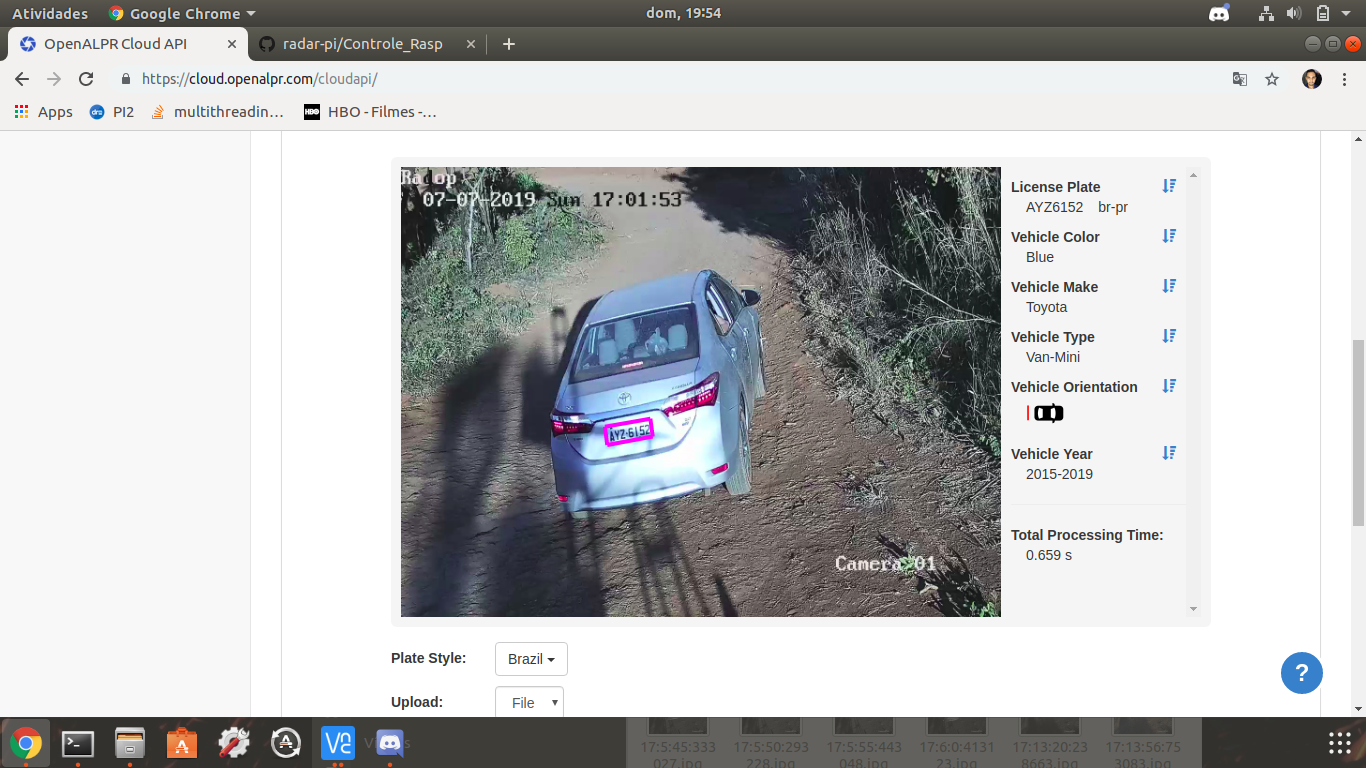 Atividades Google Chrome dom, 19:54
OpenALPR Cloud API radar-pi/Controle_Rasp
https://cloud.openalpr.com/cloudapi/
Apps PI2 multithreadin… HBO HBO - Filmes -…
Radop
07-07-2019 Sun 17:01:53
AYZ-6152
Camera 01
License Plate
AYZ6152 br-pr
Vehicle Color
Blue
Vehicle Make
Toyota
Vehicle Type
Van-Mini
Vehicle Orientation
Vehicle Year
2015-2019
Total Processing Time:
0.659 s
Plate Style: Brazil
Upload: File
?
17:5:45:333 17:5:50:293 17:5:55:443 17:6:0:4131 17:13:20:23 17:13:56:75
027.jpg 228.jpg 048.jpg 23.jpg 8663.jpg 3083.jpg